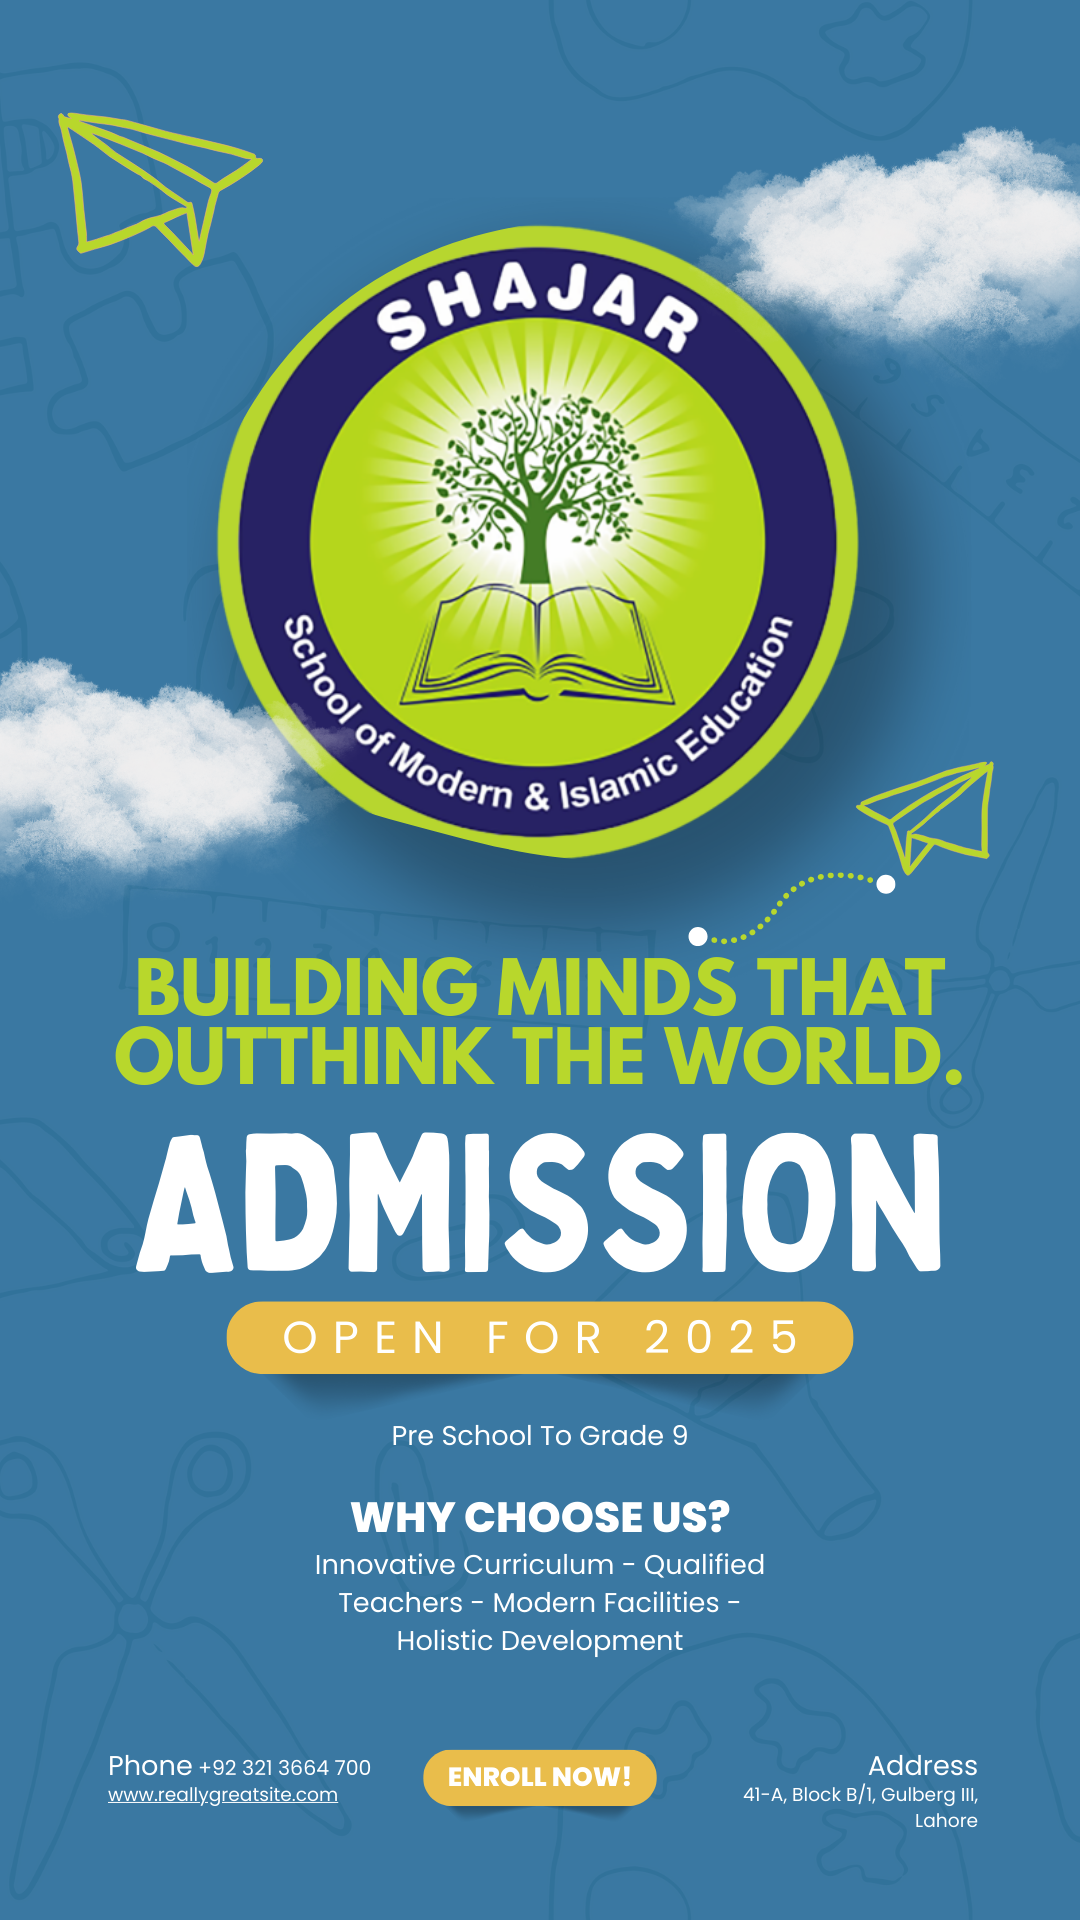 SHAJAR
School of Modern & Islamic Education
BUILDING MINDS THAT
OUTTHINK THE WORLD.
ADMISSION
OPEN FOR 2025
Pre School To Grade 9
WHY CHOOSE US?
Innovative Curriculum - Qualified
Teachers - Modern Facilities -
Holistic Development
Phone +92 321 3664 700
www.reallygreatsite.com
ENROLL NOW!
Address
41-A, Block B/1, Gulberg III,
Lahore